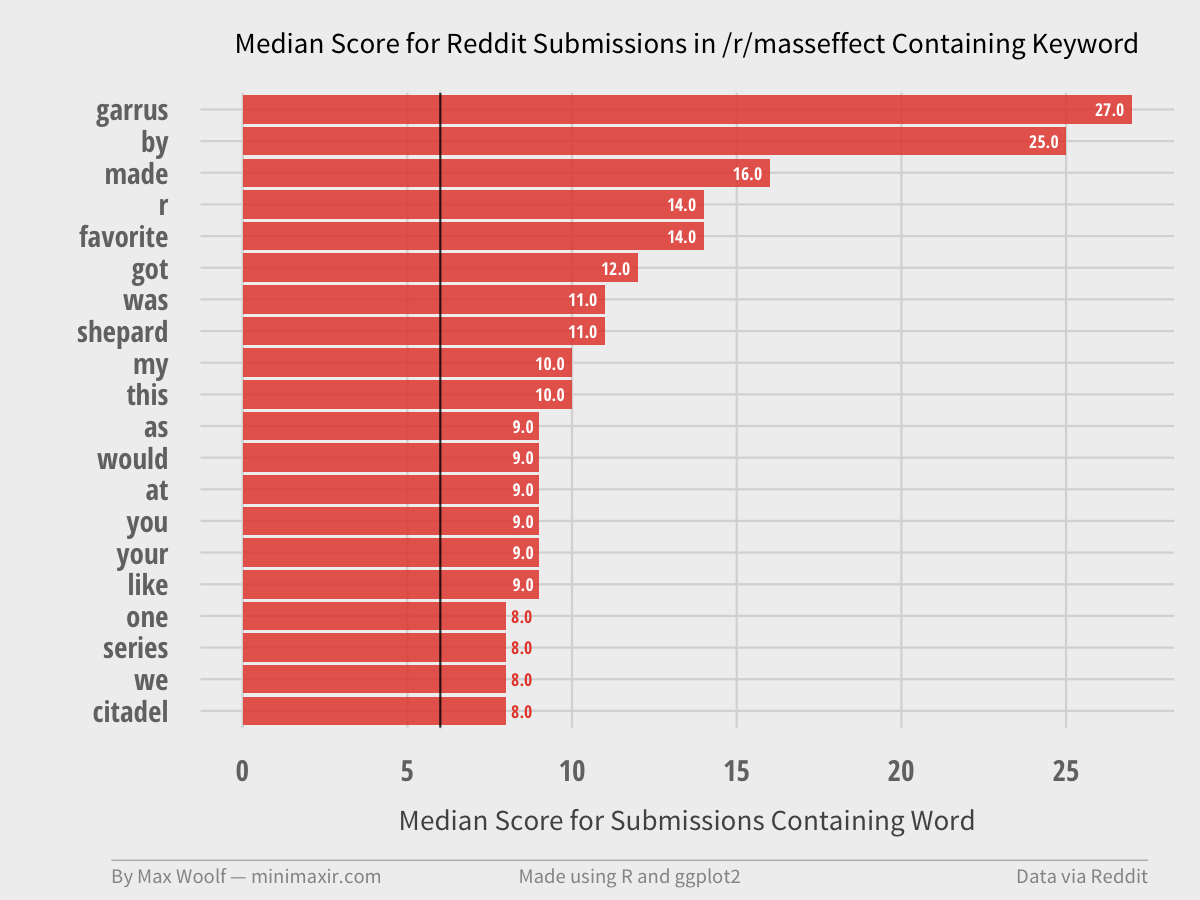 Median Score for Reddit Submissions in /r/masseffect Containing Keyword
garrus 27.0
by 25.0
made 16.0
r 14.0
favorite 14.0
got 12.0
was 11.0
shepard 11.0
my 10.0
this 10.0
as 9.0
would 9.0
at 9.0
you 9.0
your 9.0
like 9.0
one 8.0
series 8.0
we 8.0
citadel 8.0
0 5 10 15 20 25
Median Score for Submissions Containing Word
By Max Woolf — minimaxir.com Made using R and ggplot2 Data via Reddit